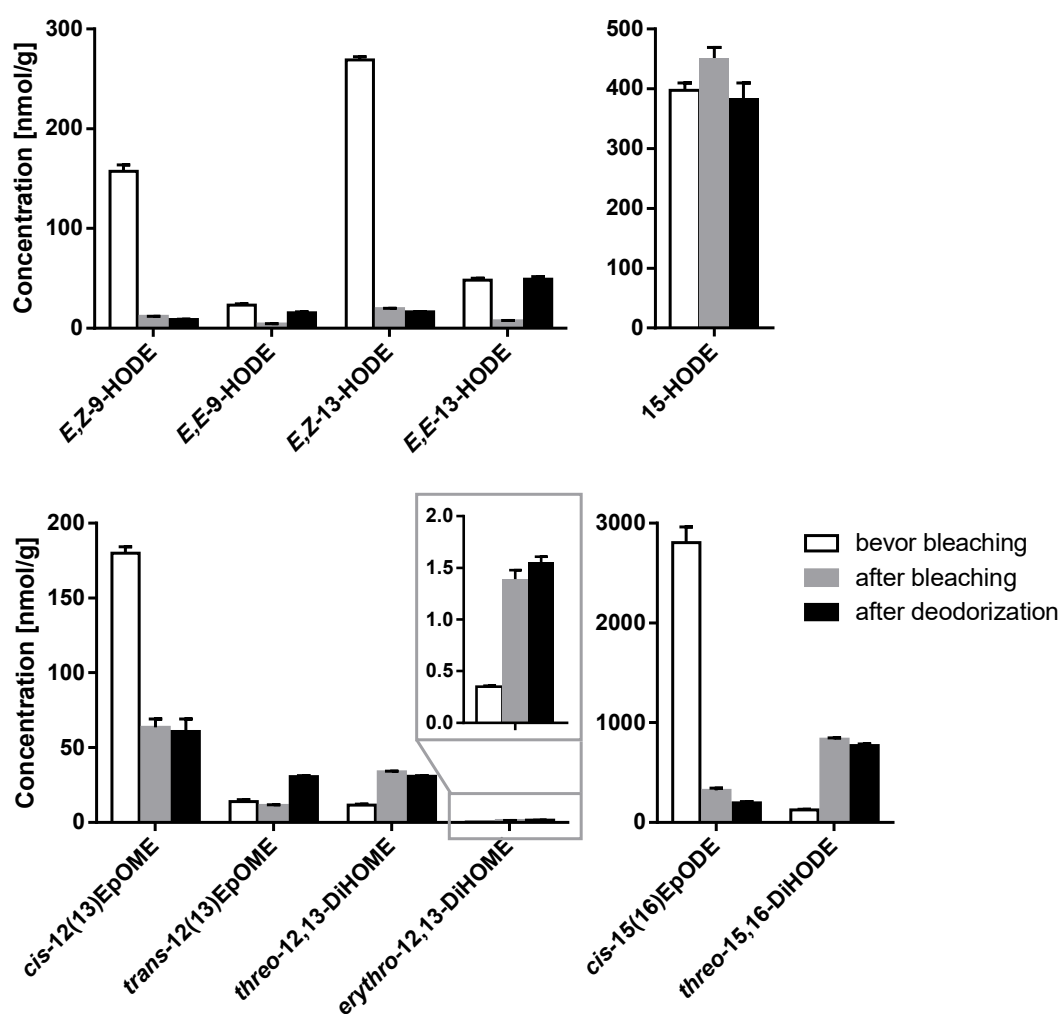 Concentration [nmol/g]
300
200
100
0
E,Z-9-HODE
E,E-9-HODE
E,Z-13-HODE
E,E-13-HODE
500
400
300
200
100
0
15-HODE
Concentration [nmol/g]
200
150
100
50
0
cis-12(13)EpOME
trans-12(13)EpOME
threo-12,13-DiHOME
erythro-12,13-DiHOME
2.0
1.5
1.0
0.5
0.0
3000
2000
1000
0
cis-15(16)EpODE
threo-15,16-DiHODE
bevor bleaching
after bleaching
after deodorization